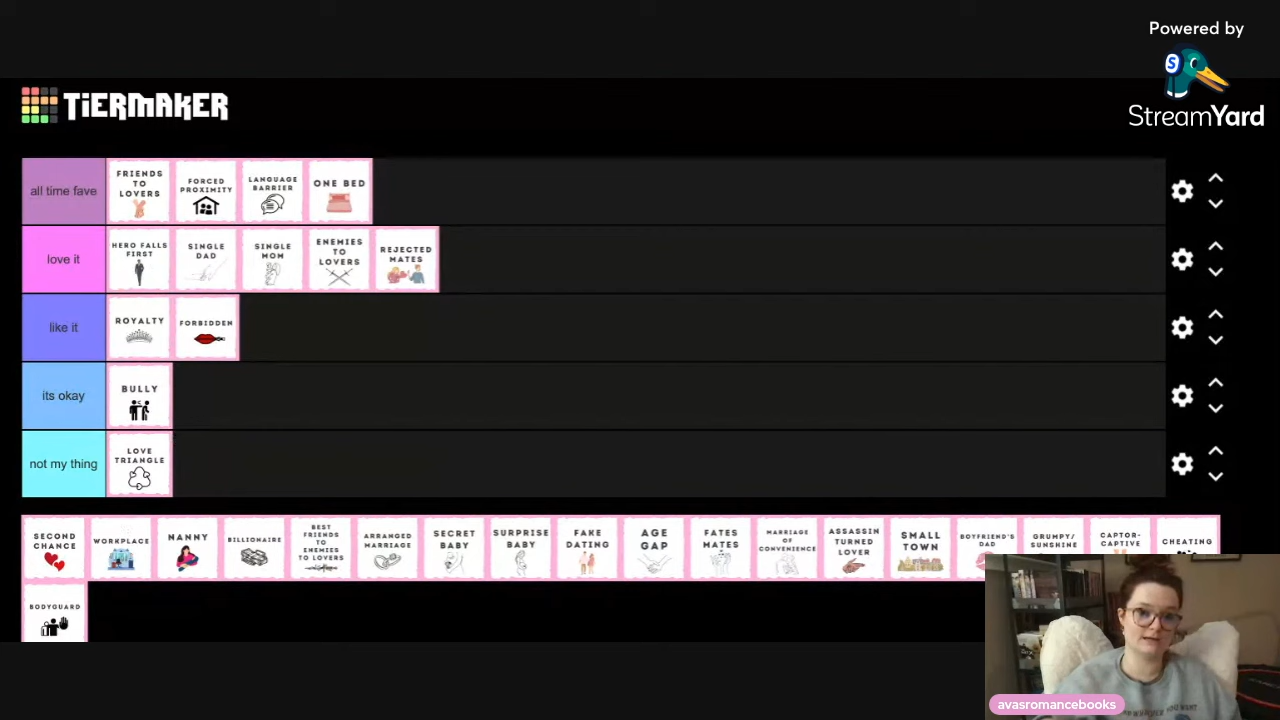 Powered by
StreamYard
TiERMAKER
all time fave
FRIENDS
TO
LOVERS
FORCED
PROXIMITY
LANGUAGE
BARRIER
ONE BED
love it
HERO FALLS
FIRST
SINGLE
DAD
SINGLE
MOM
ENEMIES
TO
LOVERS
REJECTED
MATES
like it
ROYALTY
FORBIDDEN
its okay
BULLY
not my thing
LOVE
TRIANGLE
SECOND
CHANCE
WORKPLACE
NANNY
BILLIONAIRE
BEST
FRIENDS
TO
ENEMIES
TO LOVERS
ARRANGED
MARRIAGE
SECRET
BABY
SURPRISE
BABY
FAKE
DATING
AGE
GAP
FATES
MATES
MARRIAGE
OF
CONVENIENCE
ASSASSIN
TURNED
LOVER
SMALL
TOWN
BOYFRIEND'S
DAD
GRUMPY/
SUNSHINE
CAPTOR-
CAPTIVE
CHEATING
BODYGUARD
avasromancebooks